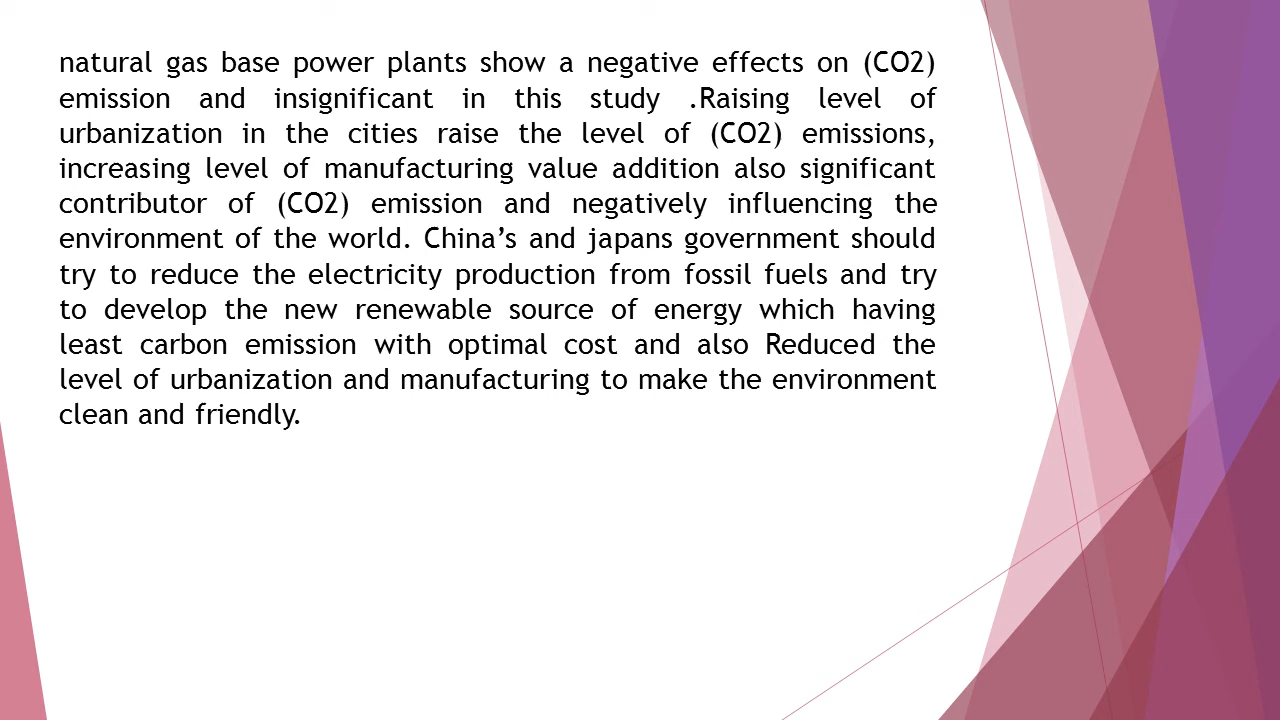 natural gas base power plants show a negative effects on (CO2)
emission and insignificant in this study .Raising level of
urbanization in the cities raise the level of (CO2) emissions,
increasing level of manufacturing value addition also significant
contributor of (CO2) emission and negatively influencing the
environment of the world. China’s and japans government should
try to reduce the electricity production from fossil fuels and try
to develop the new renewable source of energy which having
least carbon emission with optimal cost and also Reduced the
level of urbanization and manufacturing to make the environment
clean and friendly.